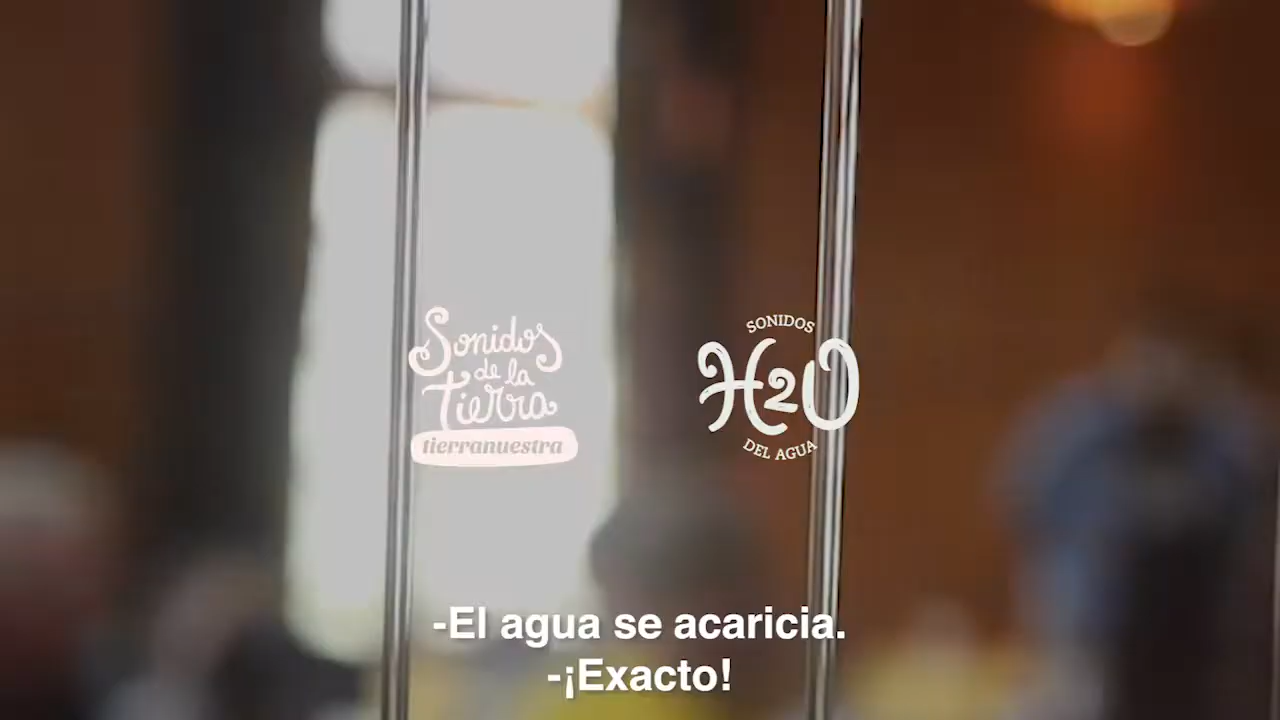 Sonidos
de la
Tierra
tierranuestra
SONIDOS
H2O
DEL AGUA
-El agua se acaricia.
-¡Exacto!